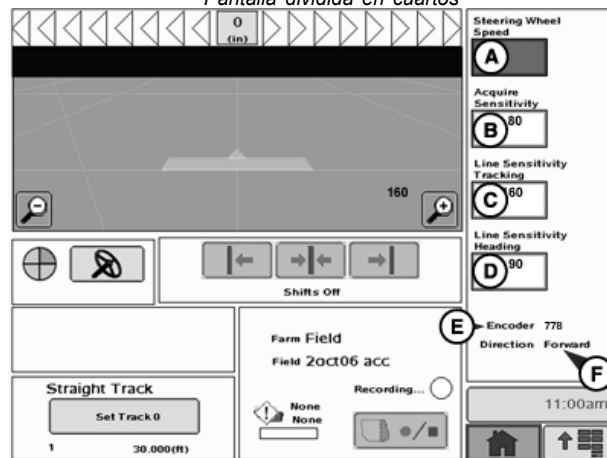 Pantalla dividida en cuartos
0
(in)
160
Shifts Off
Farm Field
Field 2oct06 acc
Recording...
None
None
Straight Track
Set Track 0
1 30.000(ft)
Steering Wheel
Speed
A
Acquire
Sensitivity
B 80
Line Sensitivity
Tracking
C 60
Line Sensitivity
Heading
D 90
E Encoder 778
Direction Forward
F
11:00am